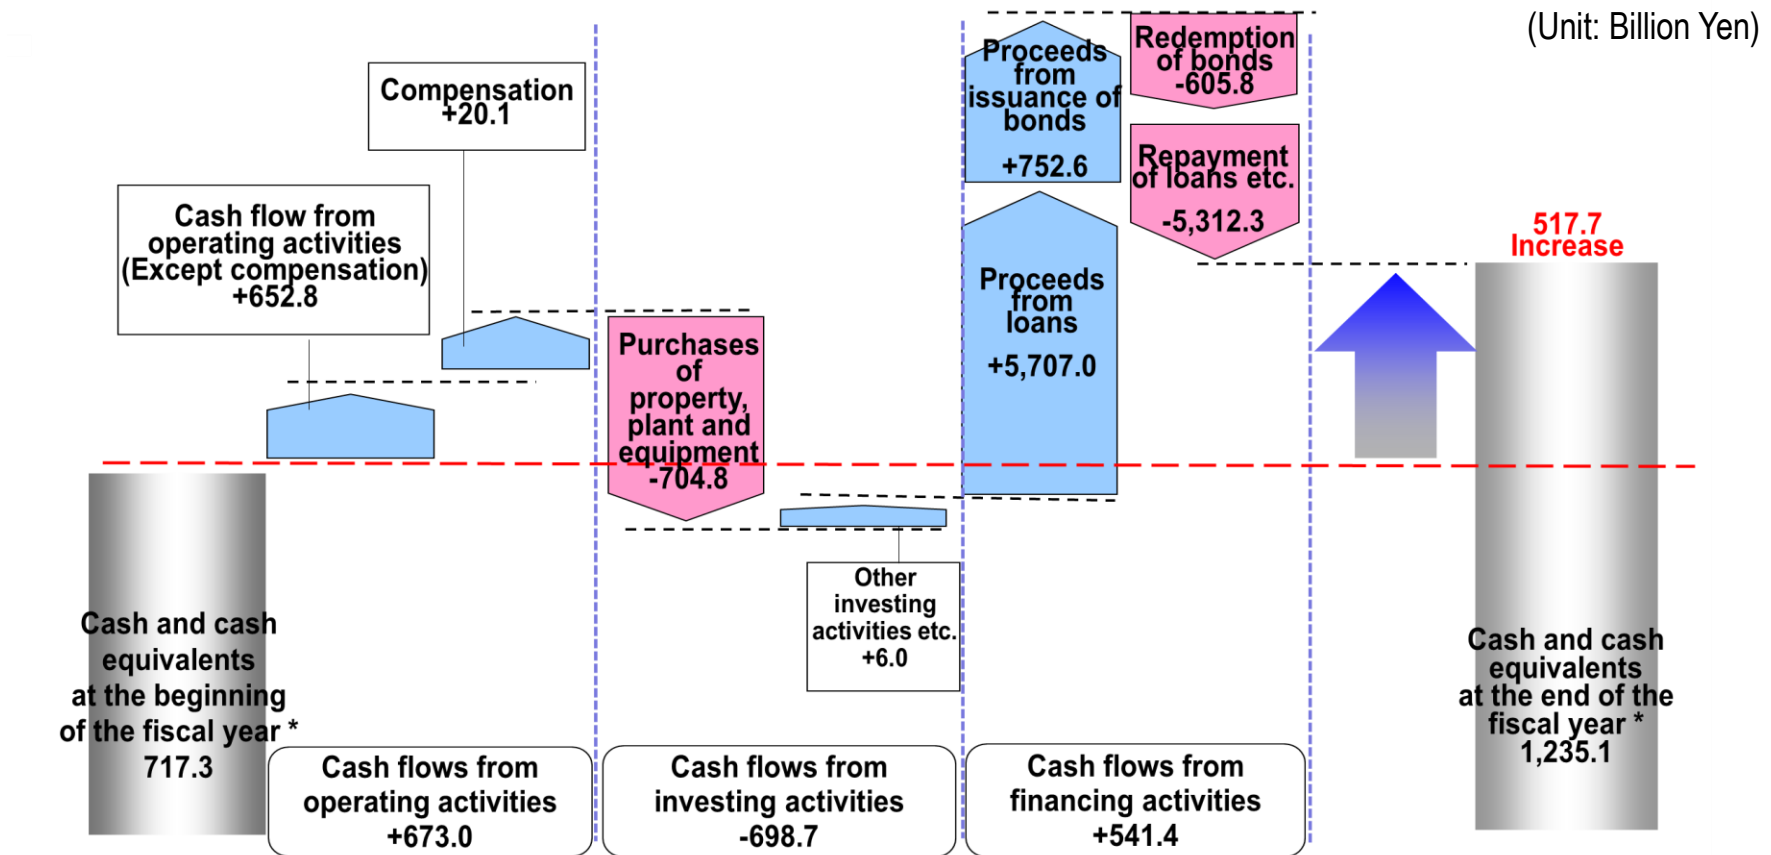 (Unit: Billion Yen)
Compensation
+20.1
Cash flow from
operating activities
(Except compensation)
+652.8
Purchases
of
property,
plant and
equipment
-704.8
Other
investing
activities etc.
+6.0
Proceeds
from
issuance of
bonds
+752.6
Redemption
of bonds
-605.8
Repayment
of loans etc.
-5,312.3
Proceeds
from
loans
+5,707.0
517.7
Increase
Cash and cash
equivalents
at the beginning
of the fiscal year *
717.3
Cash flows from
operating activities
+673.0
Cash flows from
investing activities
-698.7
Cash flows from
financing activities
+541.4
Cash and cash
equivalents
at the end of the
fiscal year *
1,235.1